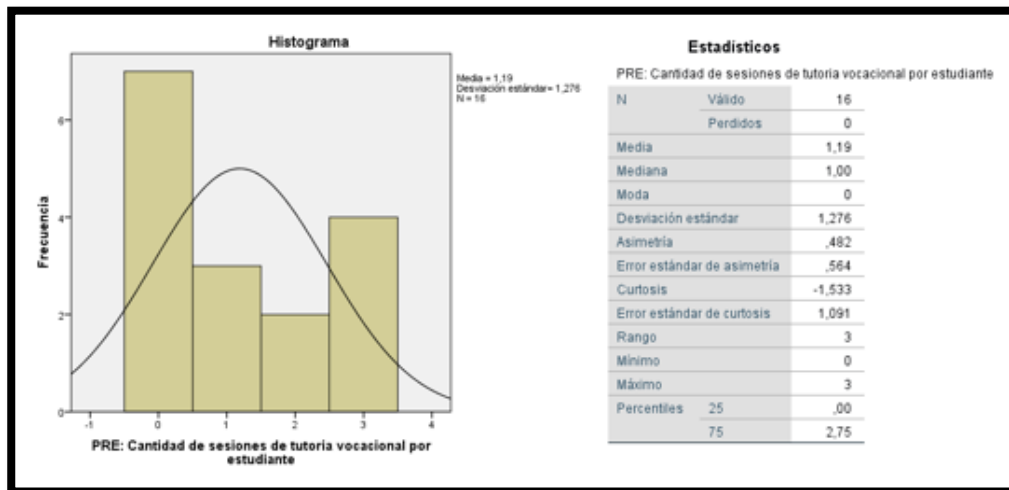 Histograma
Media = 1,19
Desviación estándar= 1,276
N = 16
Frecuencia
6
4
2
0
-1 0 1 2 3 4
PRE: Cantidad de sesiones de tutoria vocacional por
estudiante
Estadísticos
PRE: Cantidad de sesiones de tutoria vocacional por estudiante
N Válido 16
Perdidos 0
Media 1,19
Mediana 1,00
Moda 0
Desviación estándar 1,276
Asimetría ,482
Error estándar de asimetría ,564
Curtosis -1,533
Error estándar de curtosis 1,091
Rango 3
Mínimo 0
Máximo 3
Percentiles 25 ,00
75 2,75